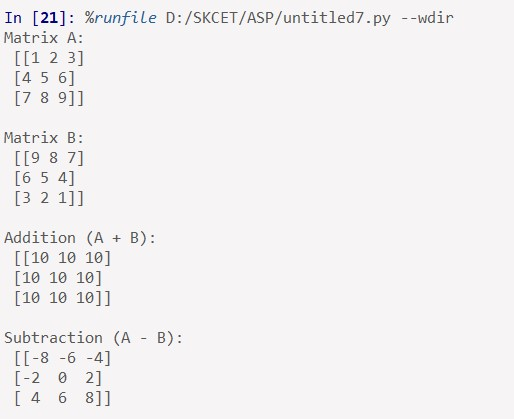 In [21]: %runfile D:/SKCET/ASP/untitled7.py --wdir
Matrix A:
 [[1 2 3]
 [4 5 6]
 [7 8 9]]

Matrix B:
 [[9 8 7]
 [6 5 4]
 [3 2 1]]

Addition (A + B):
 [[10 10 10]
 [10 10 10]
 [10 10 10]]

Subtraction (A - B):
 [[-8 -6 -4]
 [-2  0  2]
 [ 4  6  8]]